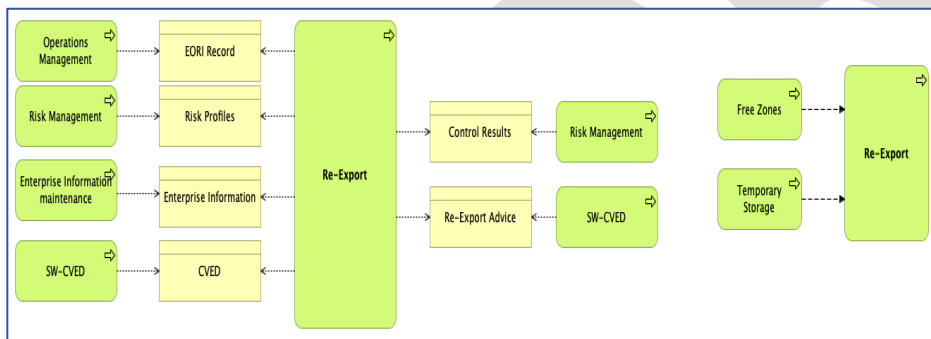 Operations
Management
EORI Record
Risk Management
Risk Profiles
Enterprise Information
maintenance
Enterprise Information
SW-CVED
CVED
Re-Export
Control Results
Risk Management
Re-Export Advice
SW-CVED
Free Zones
Temporary
Storage
Re-Export